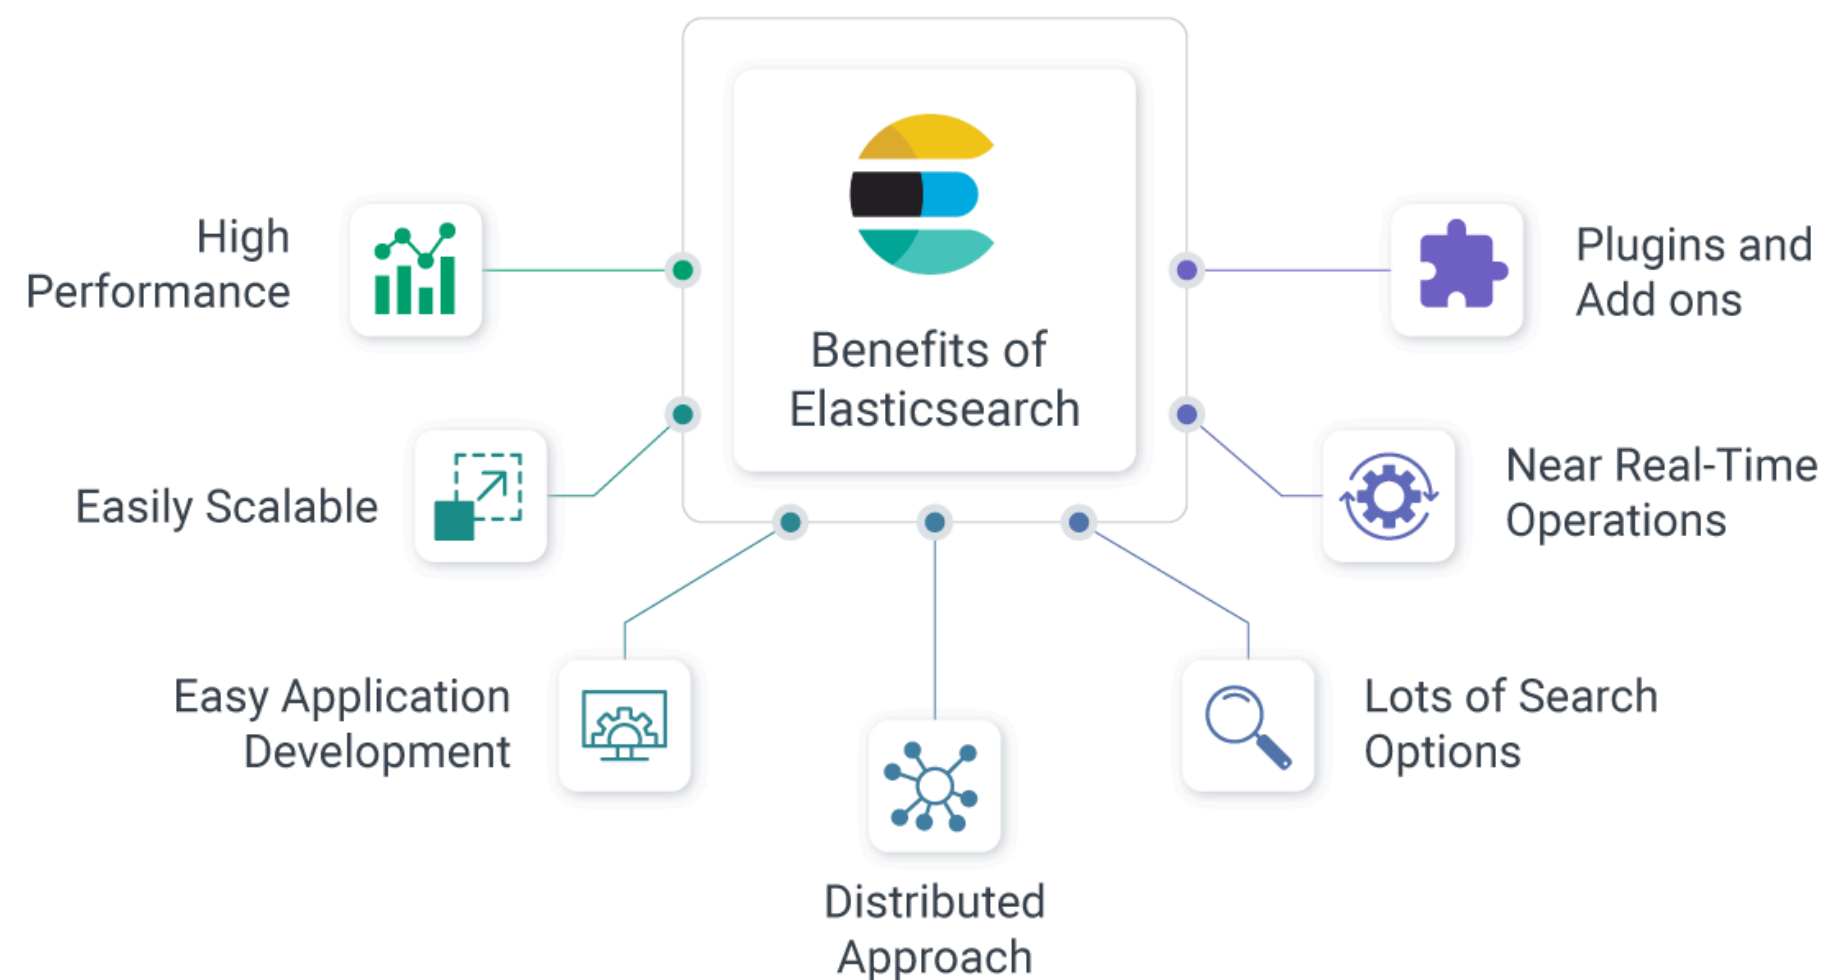 Benefits of
Elasticsearch
High
Performance
Easily Scalable
Easy Application
Development
Distributed
Approach
Lots of Search
Options
Near Real-Time
Operations
Plugins and
Add ons